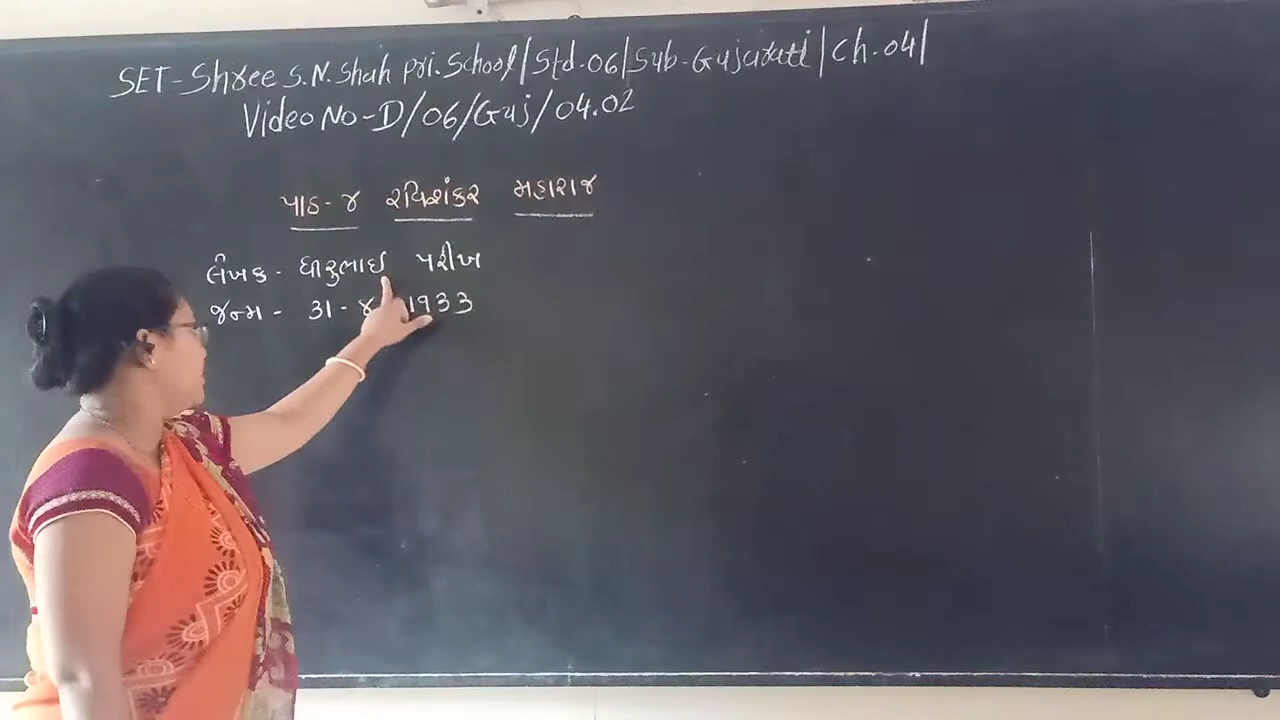 SET-Shree S.N.Shah pri.School/Std.06/Sub-Gujarati/Ch.04/
Video No-D/06/Guj/04.02
પાઠ-૪ રવિશંકર મહારાજ
લેખક - ધીરુભાઈ પરીખ
જન્મ - 31-૪ 1933